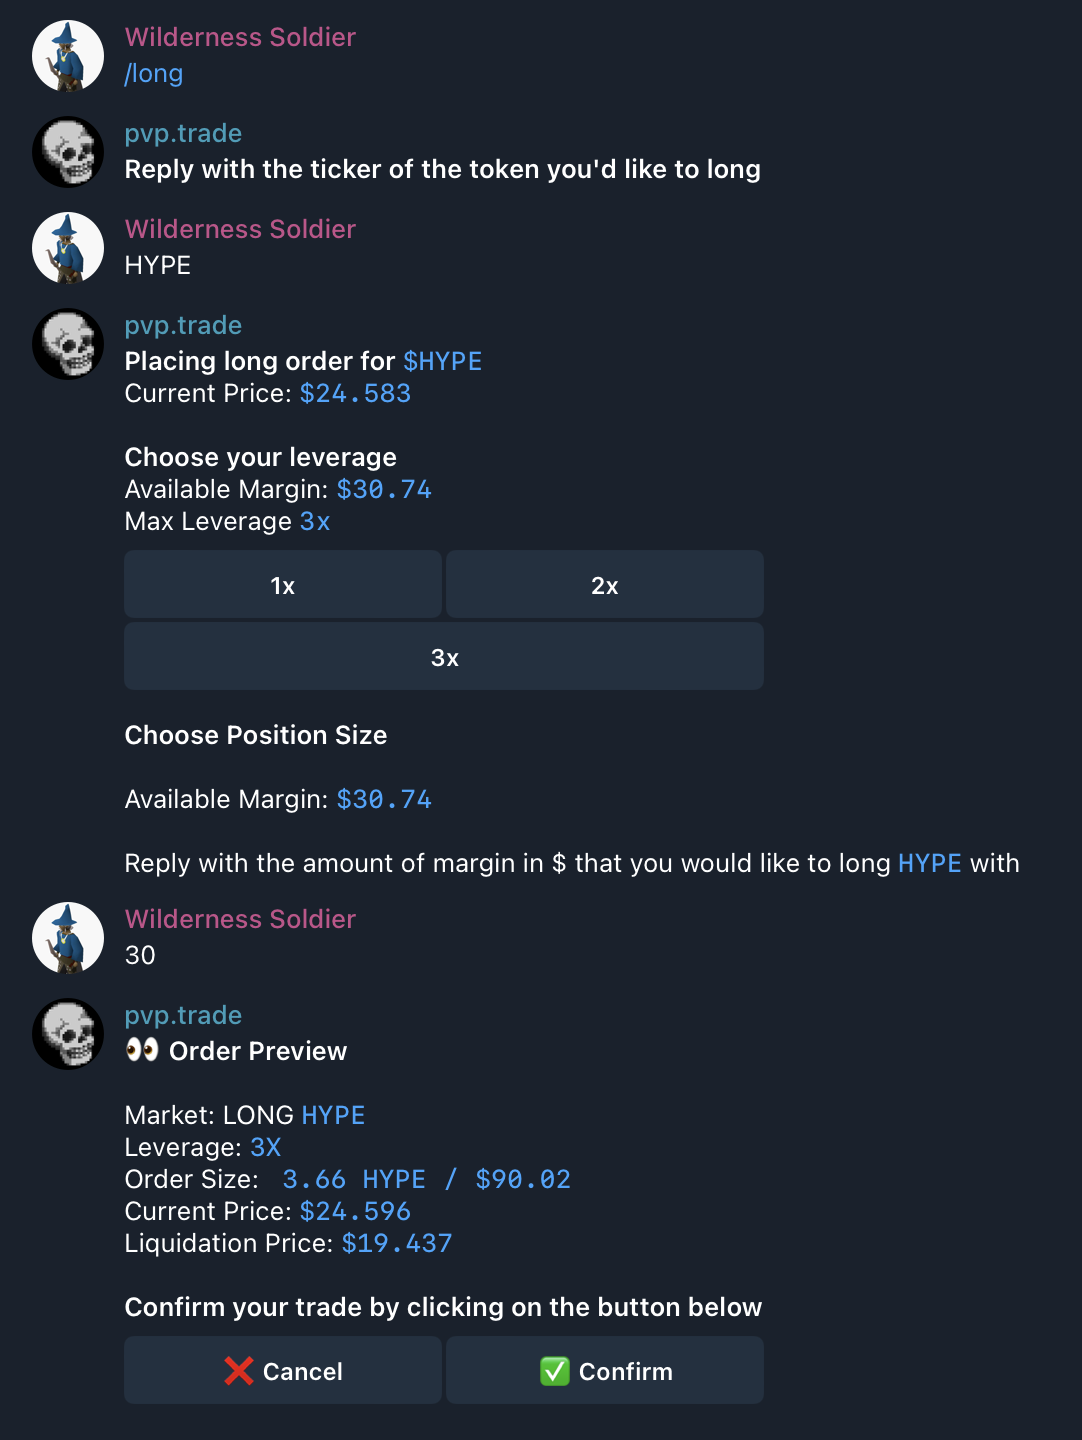 Wilderness Soldier
/long
pvp.trade
Reply with the ticker of the token you'd like to long
Wilderness Soldier
HYPE
pvp.trade
Placing long order for $HYPE
Current Price: $24.583
Choose your leverage
Available Margin: $30.74
Max Leverage 3x
1x
2x
3x
Choose Position Size
Available Margin: $30.74
Reply with the amount of margin in $ that you would like to long HYPE with
Wilderness Soldier
30
pvp.trade
👀 Order Preview
Market: LONG HYPE
Leverage: 3X
Order Size: 3.66 HYPE / $90.02
Current Price: $24.596
Liquidation Price: $19.437
Confirm your trade by clicking on the button below
❌ Cancel
✅ Confirm